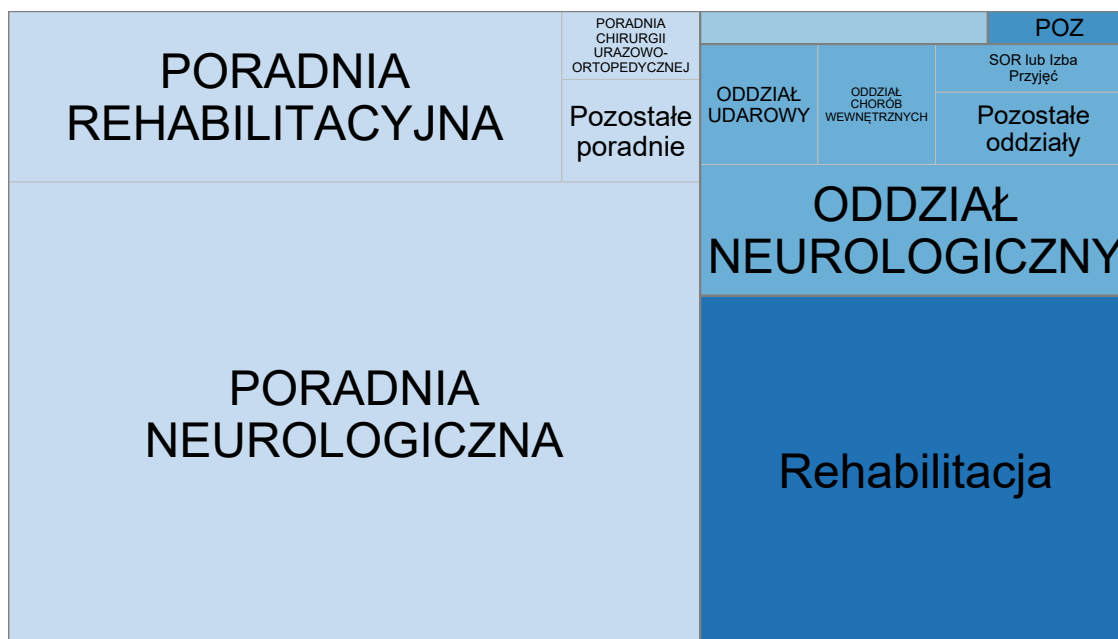 PORADNIA
REHABILITACYJNA
PORADNIA
CHIRURGII
URAZOWO-
ORTOPEDYCZNEJ
Pozostałe
poradnie
PORADNIA
NEUROLOGICZNA
POZ
ODDZIAŁ
UDAROWY
ODDZIAŁ
CHORÓB
WEWNĘTRZNYCH
SOR lub Izba
Przyjęć
Pozostałe
oddziały
ODDZIAŁ
NEUROLOGICZNY
Rehabilitacja